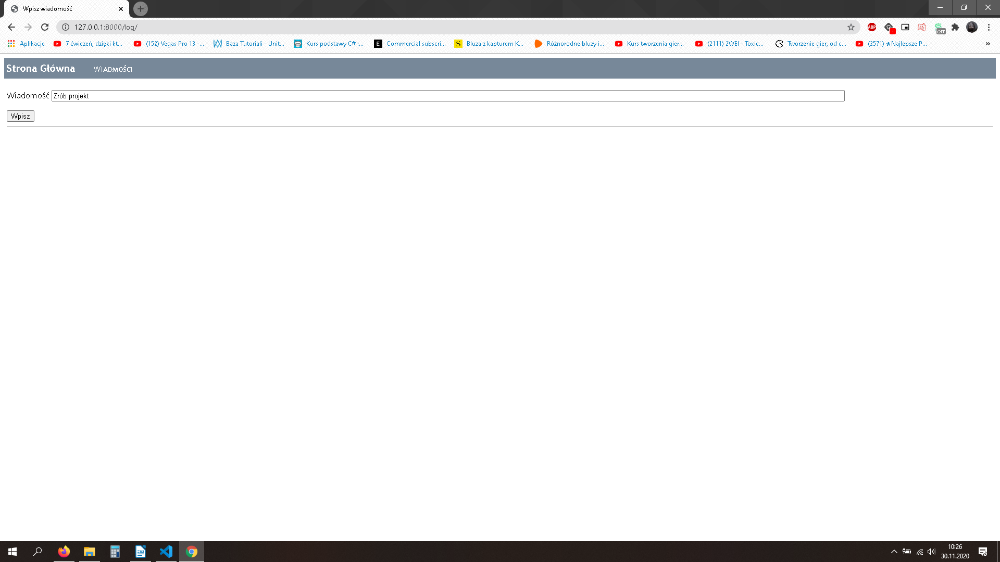 Wpisz wiadomość
127.0.0.1:8000/log/
ABP
OFF
Aplikacje
7 ćwiczeń, dzięki kt...
(152) Vegas Pro 13 -...
Baza Tutoriali - Unit...
Kurs podstawy C# :...
E
Commercial subscri...
S
Bluza z kapturem K...
Różnorodne bluzy i...
Kurs tworzenia gier...
(2111) 2WEI - Toxic...
Tworzenie gier, od c...
(2571) ★Najlepsze P...
»
Strona Główna
Wiadmości
Wiadomość Zrób projekt
Wpisz
10:26
30.11.2020